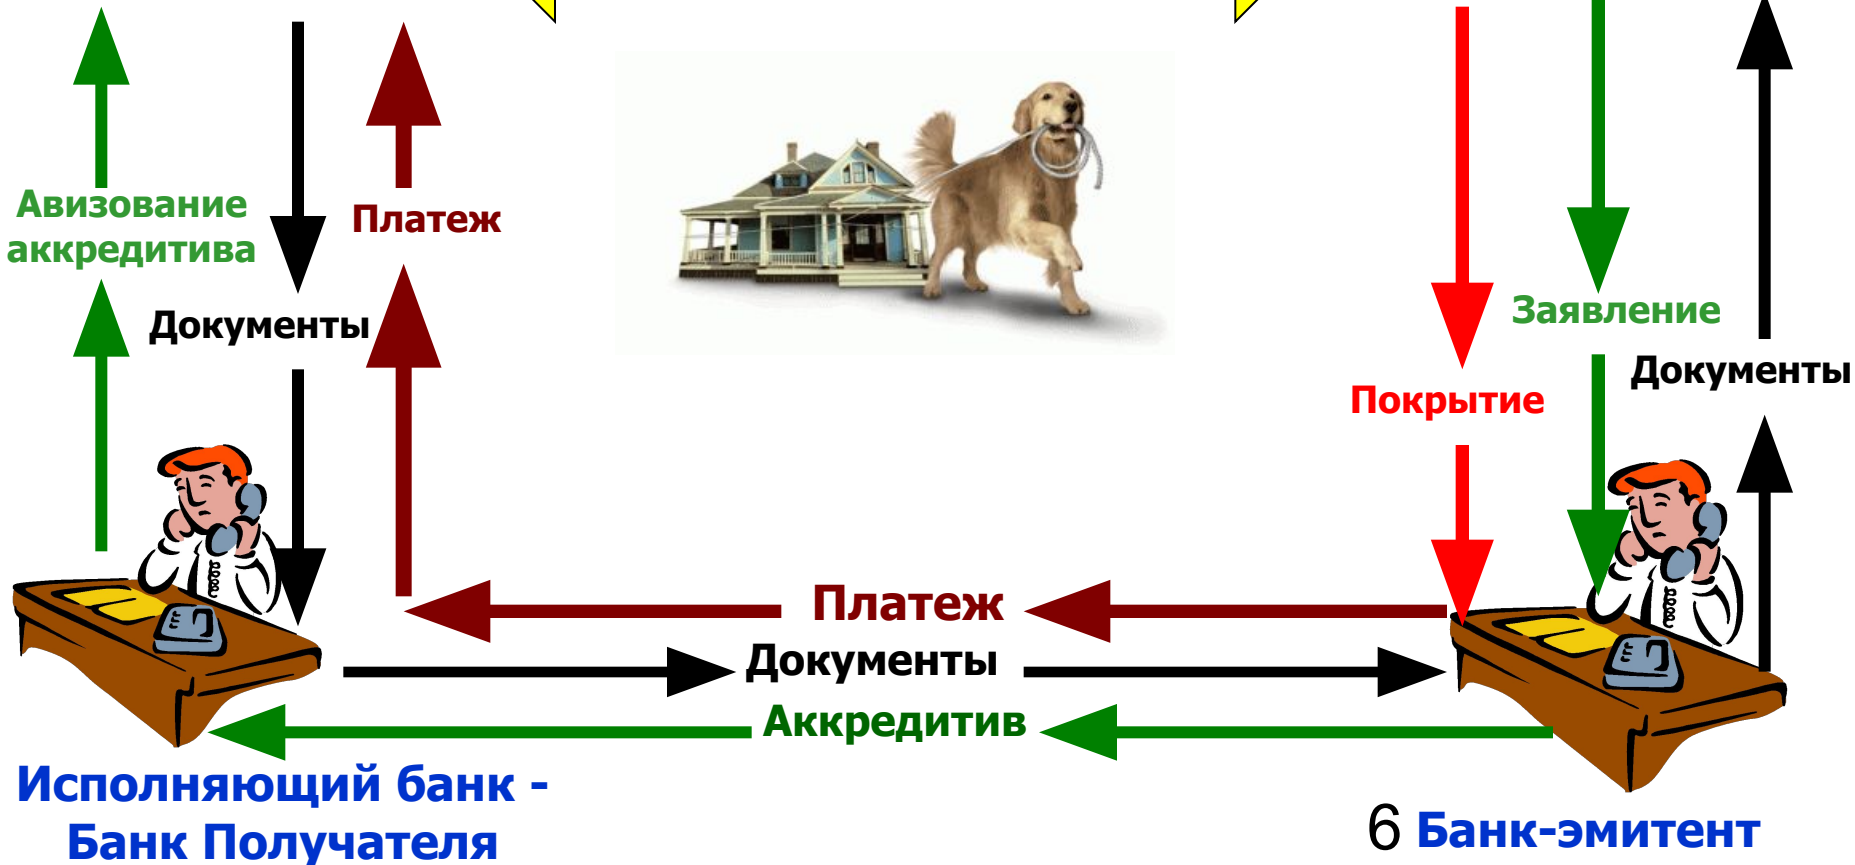 Авизование
аккредитива
Платеж
Документы
Заявление
Документы
Покрытие
Платеж
Документы
Аккредитив
Исполняющий банк -
Банк Получателя
6 Банк-эмитент